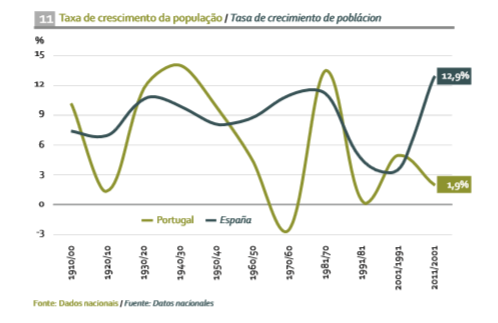 11 Taxa de crescimento da população / Tasa de crecimiento de poblácion
%
15
12
9
6
3
0
-3
12,9%
1,9%
Portugal España
1910/00 1920/10 1930/20 1940/30 1950/40 1960/50 1970/60 1981/70 1991/81 2001/1991 2011/2001
Fonte: Dados nacionais / Fuente: Datos nacionales